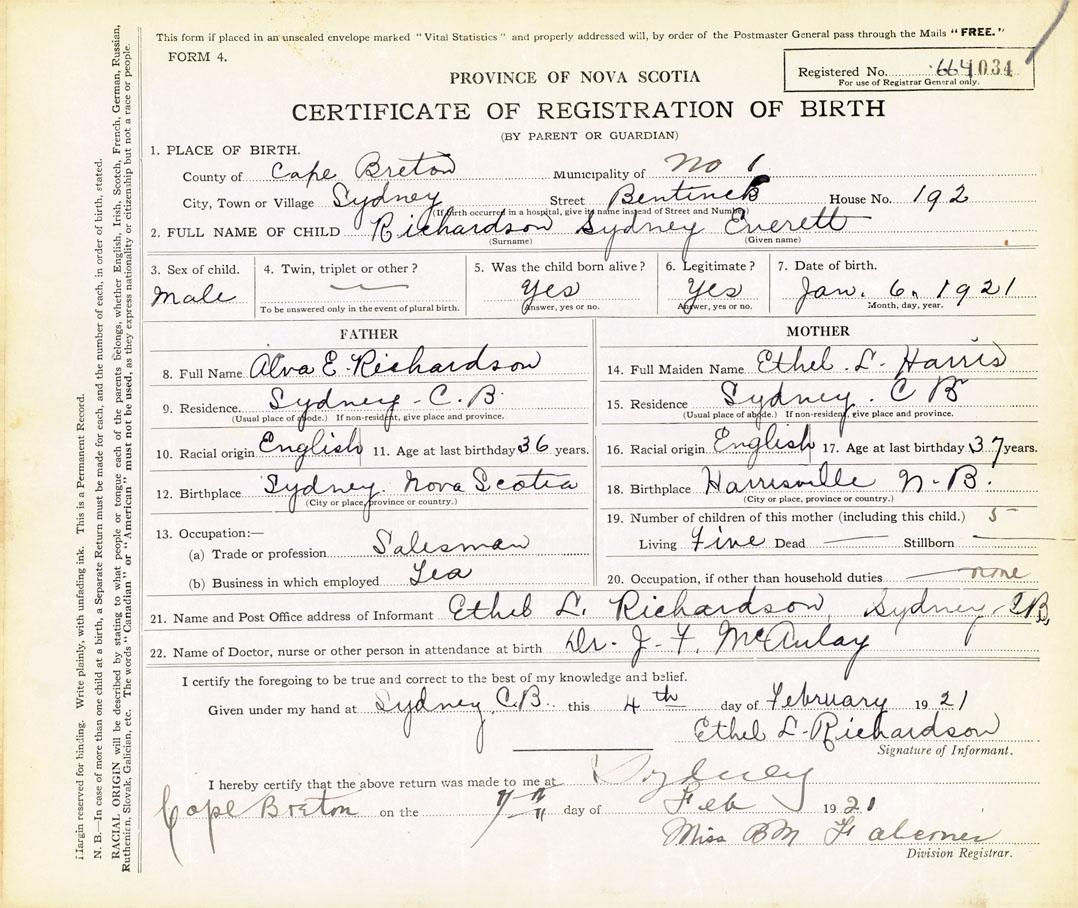 This form if placed in an unsealed envelope marked "Vital Statistics" and properly addressed will, by order of the Postmaster General pass through the Mails "FREE."
FORM 4.
Registered No. 664034
For use of Registrar General only.
PROVINCE OF NOVA SCOTIA
CERTIFICATE OF REGISTRATION OF BIRTH
(BY PARENT OR GUARDIAN)
1. PLACE OF BIRTH.
County of Cape Breton Municipality of No 1
City, Town or Village Sydney Street Bentinck House No. 192
(If birth occurred in a hospital, give its name instead of Street and Number)
2. FULL NAME OF CHILD Richardson Sydney Everett
(Surname) (Given name)
3. Sex of child. 4. Twin, triplet or other? 5. Was the child born alive? 6. Legitimate? 7. Date of birth.
Male Yes Yes Jan. 6, 1921
To be answered only in the event of plural birth. Answer, yes or no. Answer, yes or no. Month, day, year.
FATHER
8. Full Name Alva E. Richardson
9. Residence. Sydney - C. B.
(Usual place of abode.) If non-resident, give place and province.
10. Racial origin English 11. Age at last birthday 36 years.
12. Birthplace Sydney Nova Scotia
(City or place, province or country.)
13. Occupation:—
(a) Trade or profession Salesman
(b) Business in which employed Tea
MOTHER
14. Full Maiden Name Ethel L. Harris
15. Residence Sydney. C B
(Usual place of abode.) If non-resident, give place and province.
16. Racial origin English 17. Age at last birthday 37 years.
18. Birthplace Harrisville N. B.
(City or place, province or country.)
19. Number of children of this mother (including this child.) 5
Living Five Dead — Stillborn —
20. Occupation, if other than household duties none
21. Name and Post Office address of Informant Ethel L. Richardson Sydney C.B.
22. Name of Doctor, nurse or other person in attendance at birth Dr. J. F. McAulay
I certify the foregoing to be true and correct to the best of my knowledge and belief.
Given under my hand at Sydney, C.B. this 4th day of February 1921
Ethel L. Richardson
Signature of Informant.
I hereby certify that the above return was made to me at Sydney
Cape Breton on the 7th day of Feb 1921
Miss BM
Division Registrar.
Margin reserved for binding. Write plainly, with unfading ink. This is a Permanent Record.
N. B.—In case of more than one child at a birth, a Separate Return must be made for each, and the number of each, in order of birth, stated.
RACIAL ORIGIN will be described by stating to what people or tongue each of the parents belongs, whether English, Irish, Scotch, French, German, Russian,
Ruthenian, Slovak, Galician, etc. The words "Canadian" or "American" must not be used, as they express nationality or citizenship but not a race or people.